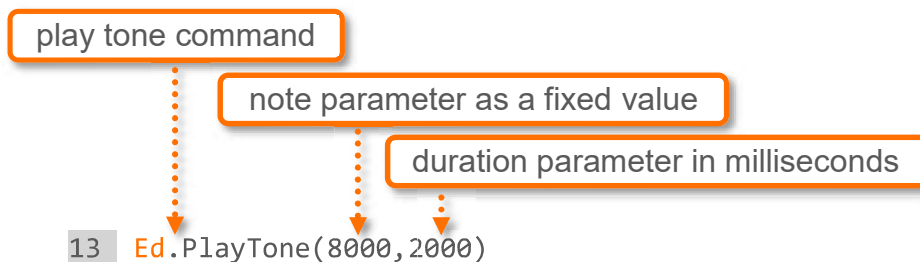 play tone command
note parameter as a fixed value
duration parameter in milliseconds
13 Ed.PlayTone(8000,2000)